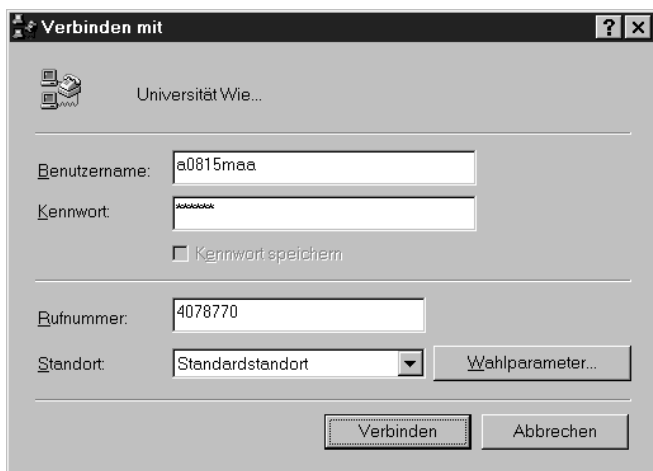 Verbinden mit
Universität Wie...
Benutzername: a0815maa
Kennwort: ******
Kennwort speichern
Rufnummer: 4078770
Standort: Standardstandort Wahlparameter...
Verbinden Abbrechen